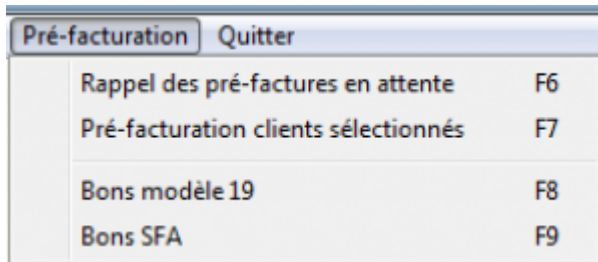 Pré-facturation Quitter
Rappel des pré-factures en attente F6
Pré-facturation clients sélectionnés F7
Bons modèle 19 F8
Bons SFA F9